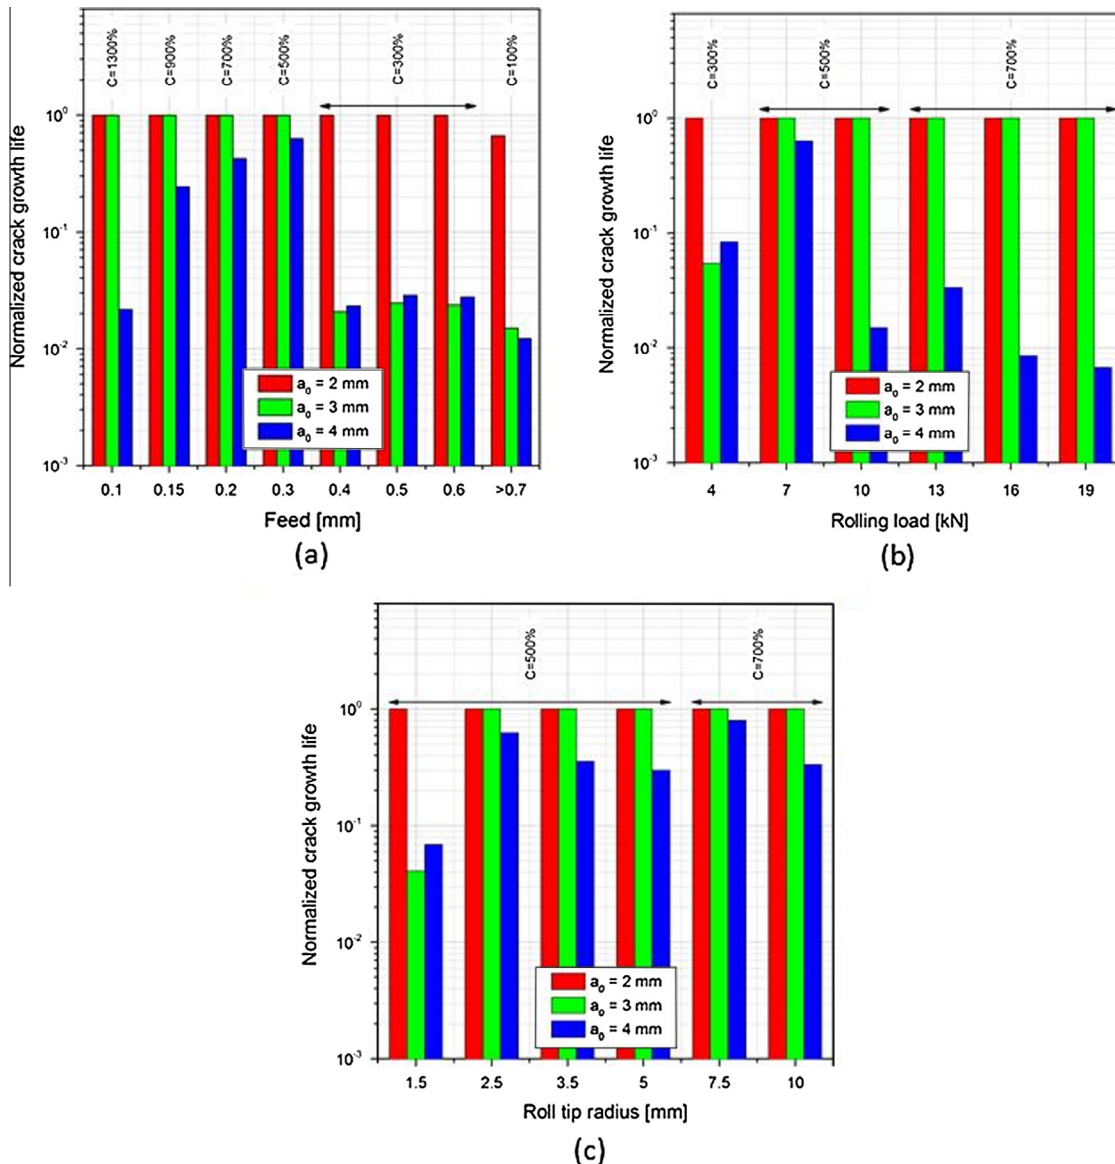 C=1300%
C=900%
C=700%
C=500%
C=300%
C=100%
Normalized crack growth life
10⁰
10⁻¹
10⁻²
10⁻³
a₀ = 2 mm
a₀ = 3 mm
a₀ = 4 mm
0.1 0.15 0.2 0.3 0.4 0.5 0.6 >0.7
Feed [mm]
(a)
C=300%
C=500%
C=700%
Normalized crack growth life
10⁰
10⁻¹
10⁻²
10⁻³
a₀ = 2 mm
a₀ = 3 mm
a₀ = 4 mm
4 7 10 13 16 19
Rolling load [kN]
(b)
C=500%
C=700%
Normalized crack growth life
10⁰
10⁻¹
10⁻²
10⁻³
a₀ = 2 mm
a₀ = 3 mm
a₀ = 4 mm
1.5 2.5 3.5 5 7.5 10
Roll tip radius [mm]
(c)